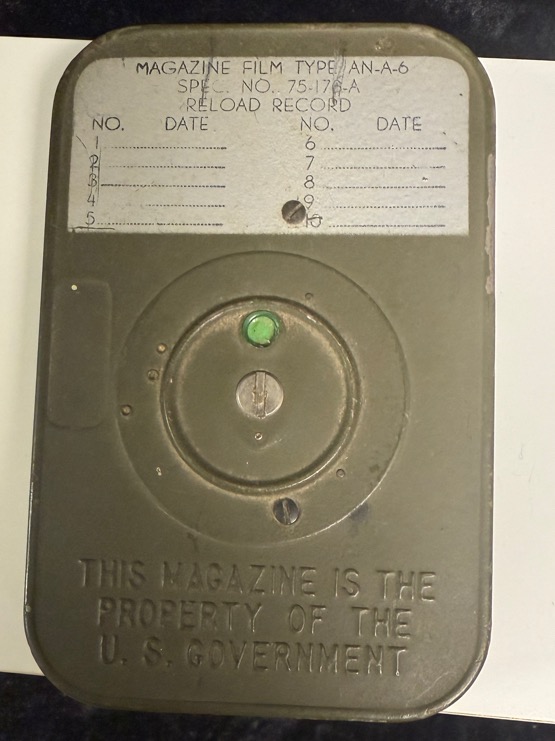 MAGAZINE FILM TYPE AN-A-6
SPEC. NO. 75-178-A
RELOAD RECORD
NO. DATE NO. DATE
1 6
2 7
3 8
4 9
5 10
THIS MAGAZINE IS THE
PROPERTY OF THE
U. S. GOVERNMENT